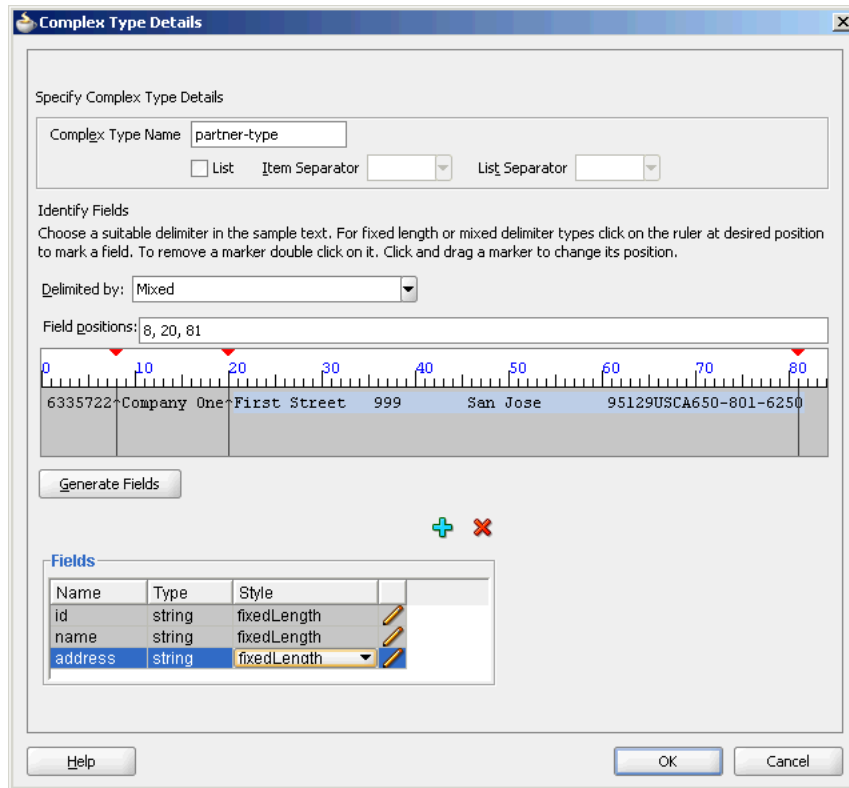 Complex Type Details
Specify Complex Type Details
Complex Type Name partner-type
List Item Separator List Separator
Identify Fields
Choose a suitable delimiter in the sample text. For fixed length or mixed delimiter types click on the ruler at desired position
to mark a field. To remove a marker double click on it. Click and drag a marker to change its position.
Delimited by: Mixed
Field positions: 8, 20, 81
0 10 20 30 40 50 60 70 80
6335722^Company One^First Street 999 San Jose 95129USCA650-801-6250
Generate Fields
Fields
Name Type Style
id string fixedLength
name string fixedLength
address string fixedLength
Help OK Cancel